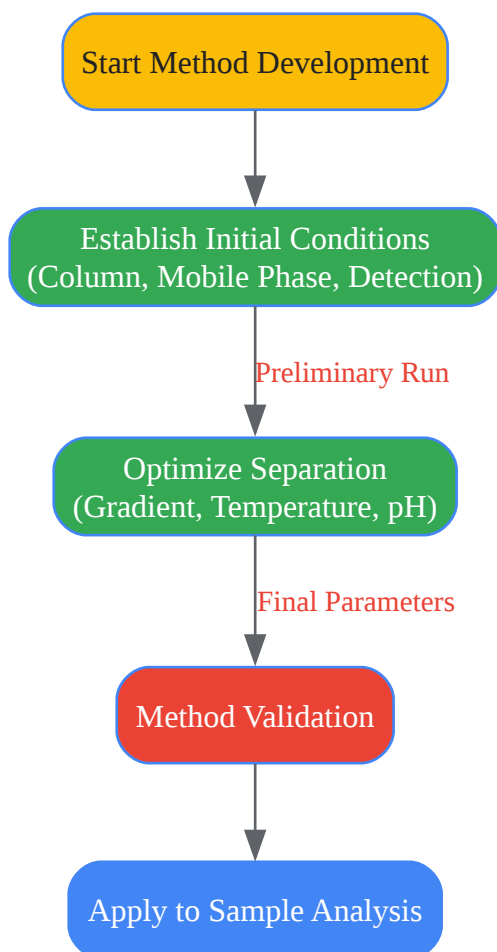 Start Method Development
Establish Initial Conditions
(Column, Mobile Phase, Detection)
Preliminary Run
Optimize Separation
(Gradient, Temperature, pH)
Final Parameters
Method Validation
Apply to Sample Analysis